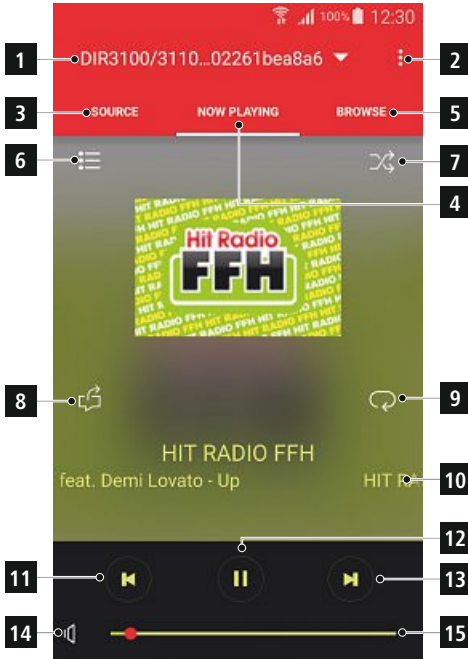 100% 12:30
1 DIR3100/3110...02261bea8a6 2
3 SOURCE NOW PLAYING BROWSE 5
6 7
4
Hit Radio
FFH
8 9
HIT RADIO FFH
feat. Demi Lovato - Up HIT RA 10
12
11 13
14 15